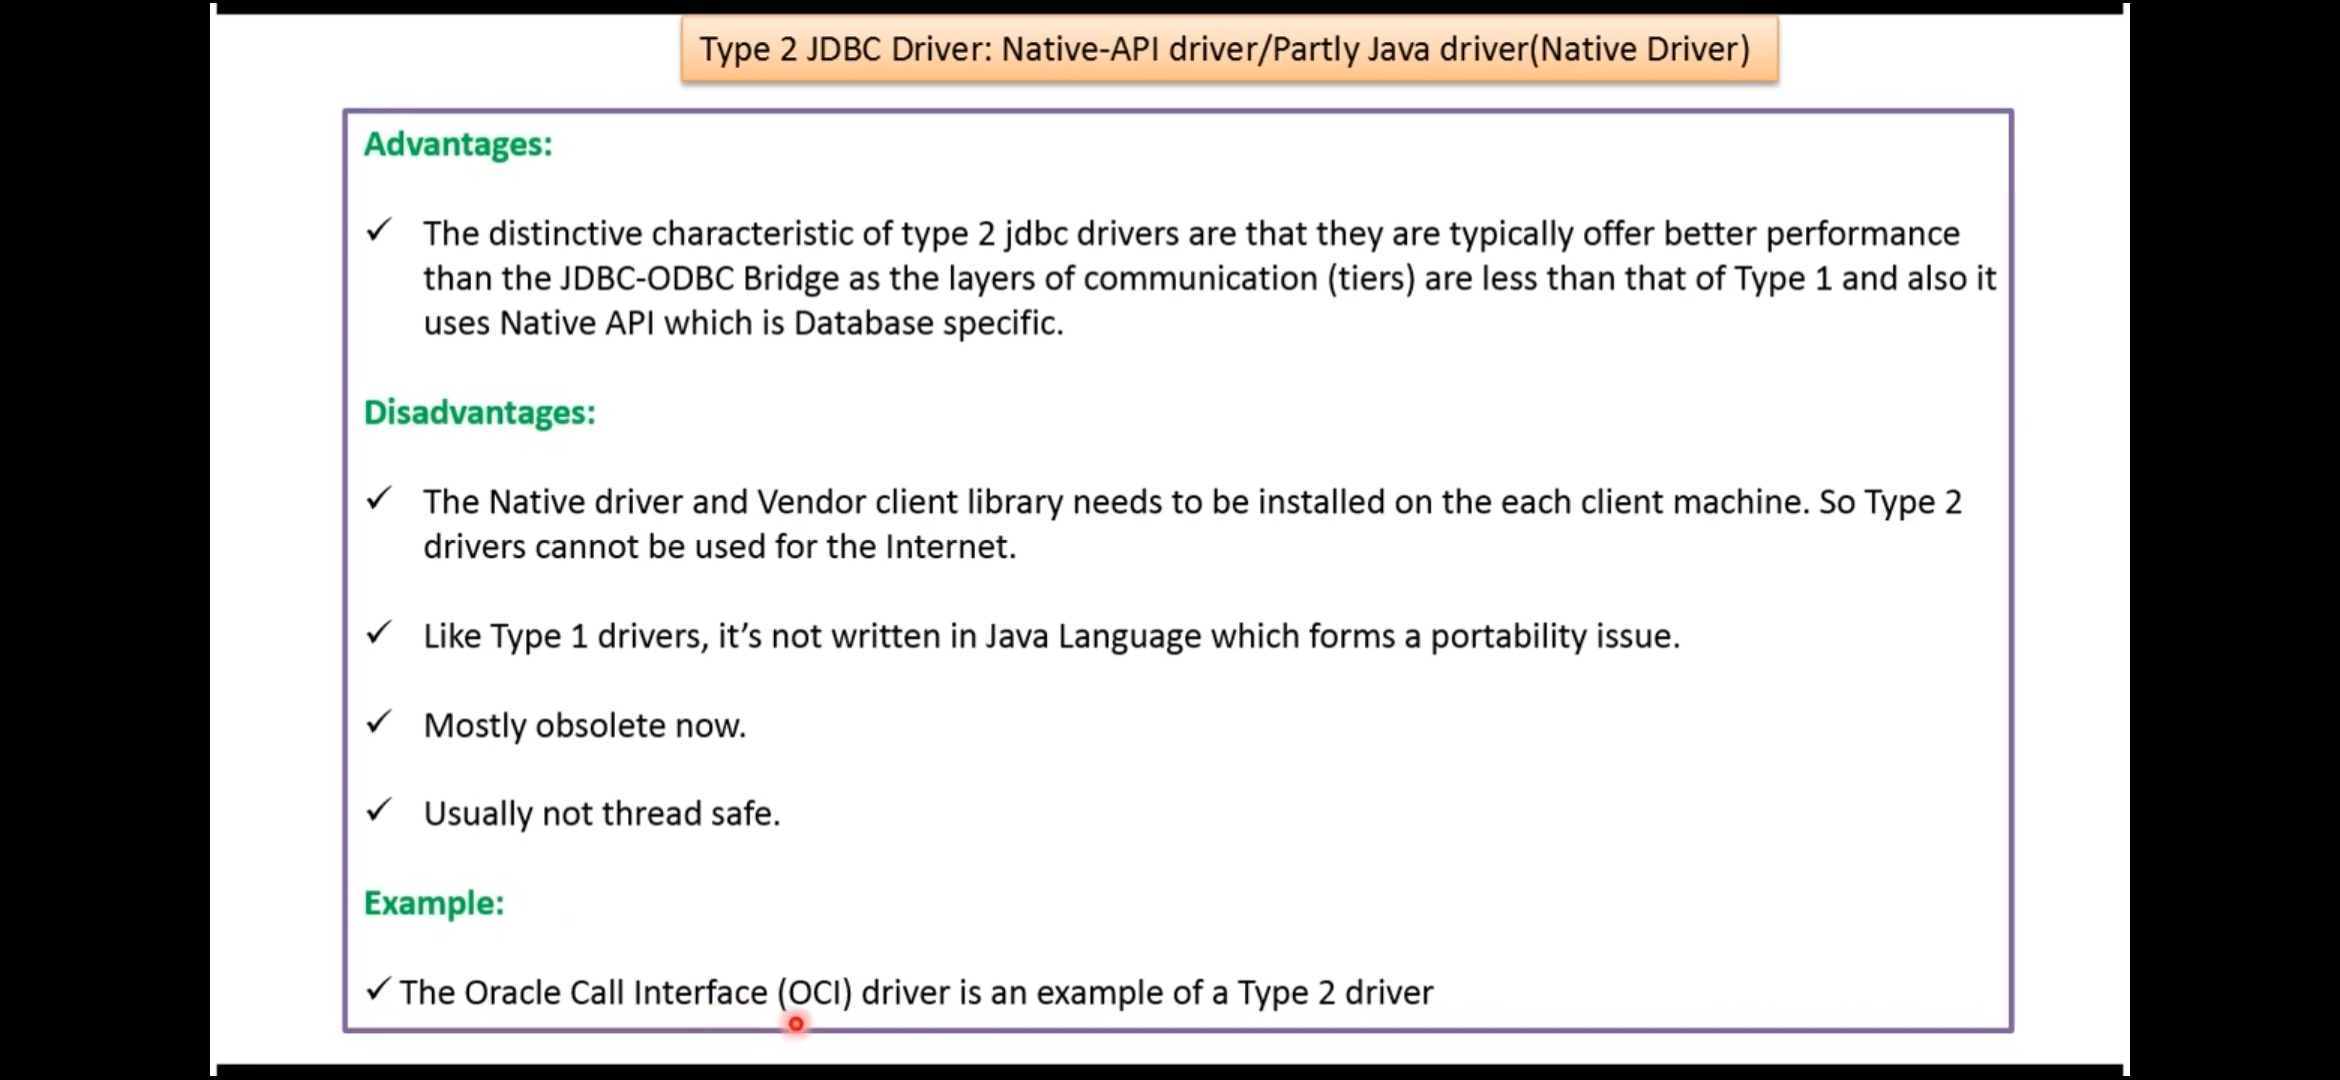 Type 2 JDBC Driver: Native-API driver/Partly Java driver(Native Driver)
Advantages:
✓ The distinctive characteristic of type 2 jdbc drivers are that they are typically offer better performance
than the JDBC-ODBC Bridge as the layers of communication (tiers) are less than that of Type 1 and also it
uses Native API which is Database specific.
Disadvantages:
✓ The Native driver and Vendor client library needs to be installed on the each client machine. So Type 2
drivers cannot be used for the Internet.
✓ Like Type 1 drivers, it’s not written in Java Language which forms a portability issue.
✓ Mostly obsolete now.
✓ Usually not thread safe.
Example:
✓ The Oracle Call Interface (OCI) driver is an example of a Type 2 driver